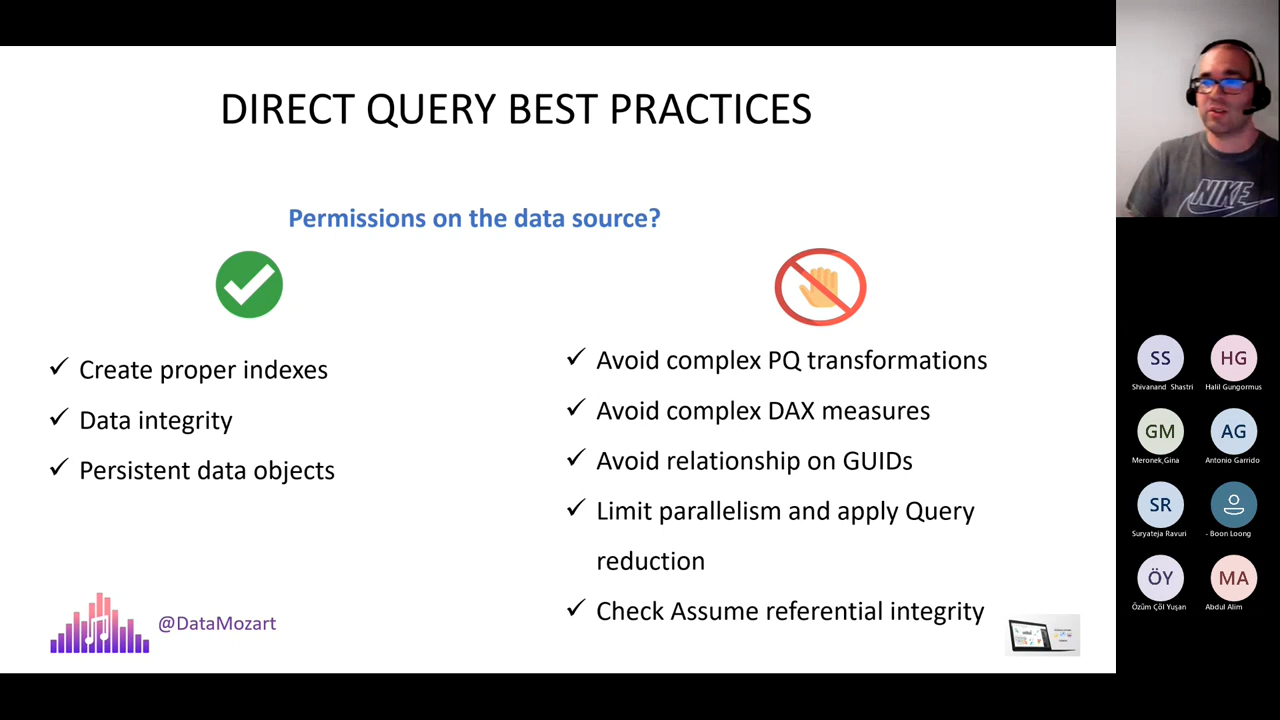 DIRECT QUERY BEST PRACTICES
Permissions on the data source?
Create proper indexes
Data integrity
Persistent data objects
Avoid complex PQ transformations
Avoid complex DAX measures
Avoid relationship on GUIDs
Limit parallelism and apply Query
reduction
Check Assume referential integrity
@DataMozart
NIKE
SS
HG
Shivanand Shastri
Halil Gungormus
GM
AG
Meronek,Gina
Antonio Garrido
SR
Suryateja Ravuri
- Boon Loong
ÖY
MA
Özüm Çöl Yuşan
Abdul Alim